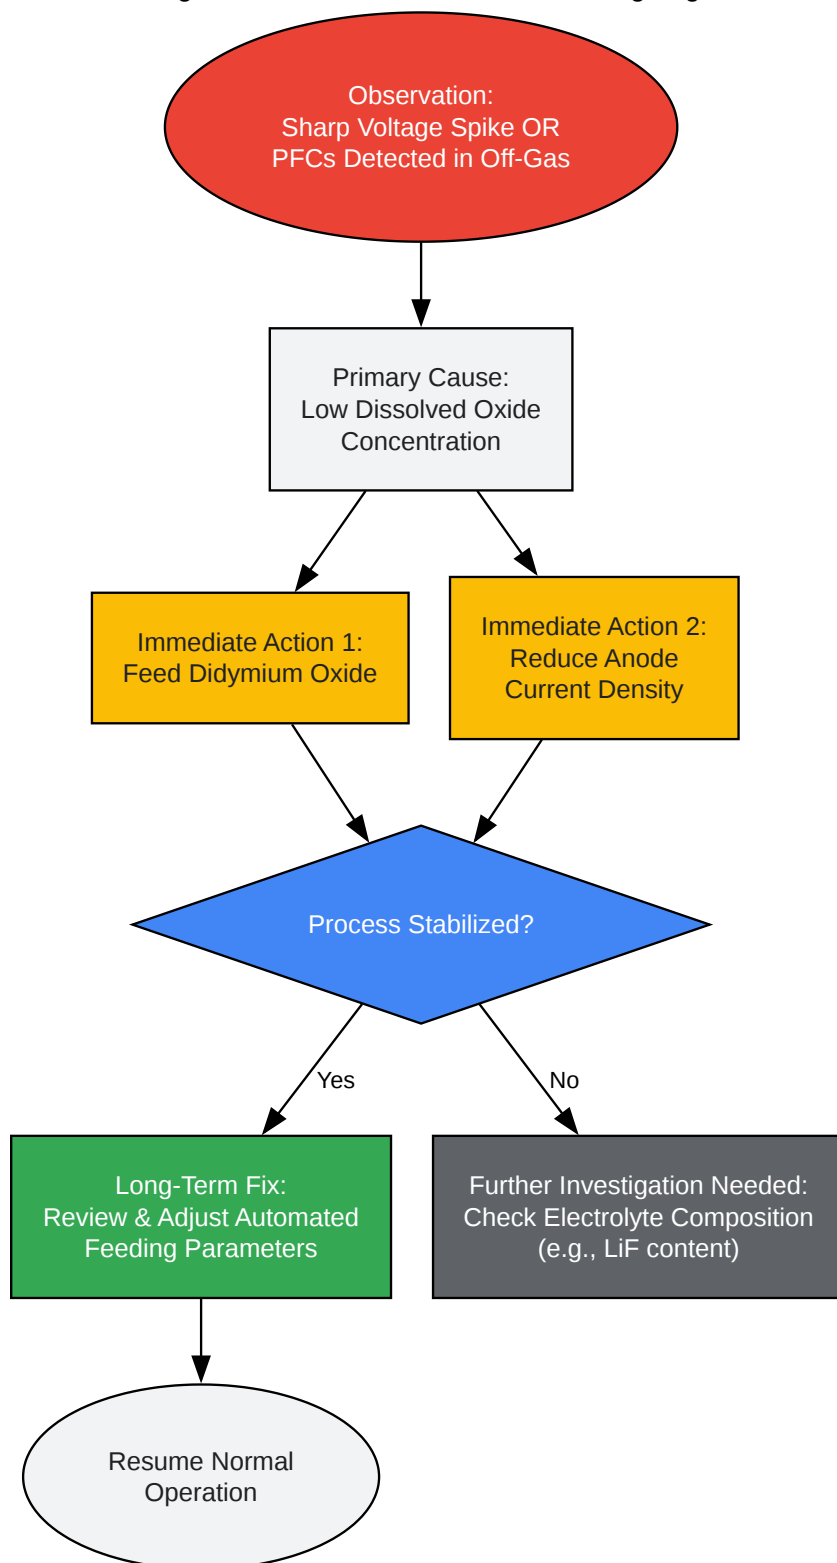 Observation:
Sharp Voltage Spike OR
PFCs Detected in Off-Gas
Primary Cause:
Low Dissolved Oxide
Concentration
Immediate Action 1:
Feed Didymium Oxide
Immediate Action 2:
Reduce Anode
Current Density
Process Stabilized?
Yes
No
Long-Term Fix:
Review & Adjust Automated
Feeding Parameters
Further Investigation Needed:
Check Electrolyte Composition
(e.g., LiF content)
Resume Normal
Operation